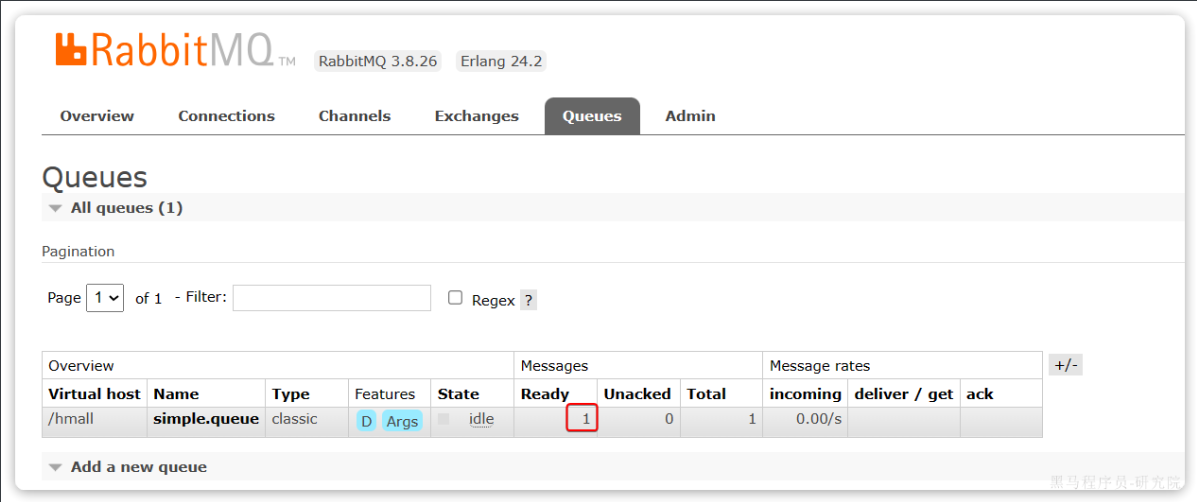 RabbitMQ TM RabbitMQ 3.8.26 Erlang 24.2
Overview Connections Channels Exchanges Queues Admin
Queues
All queues (1)
Pagination
Page 1 of 1 - Filter: Regex ?
Overview Messages Message rates +/-
Virtual host Name Type Features State Ready Unacked Total incoming deliver / get ack
/hmall simple.queue classic D Args idle 1 0 1 0.00/s
Add a new queue
黑马程序员-研究院